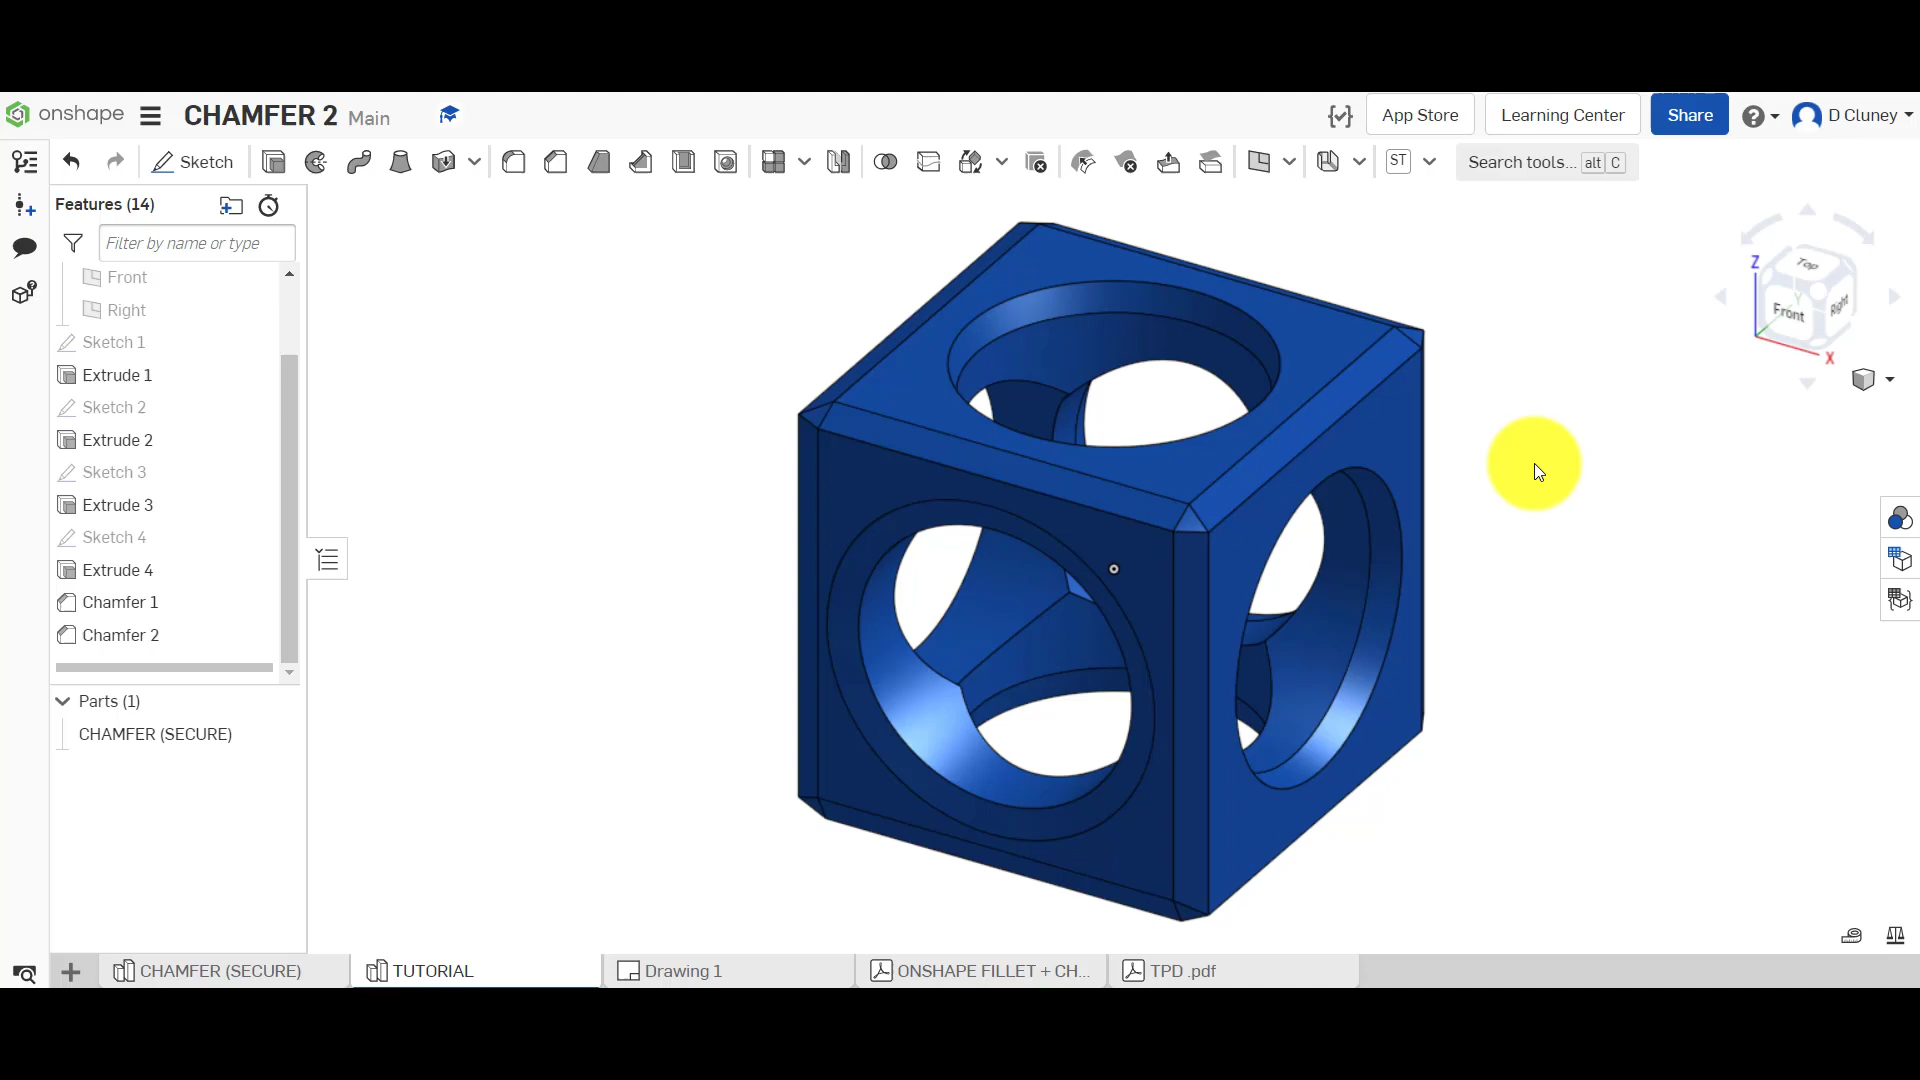 onshape
CHAMFER 2 Main
App Store
Learning Center
Share
D Cluney
Sketch
ST
Search tools... alt C
Features (14)
Filter by name or type
Front
Right
Sketch 1
Extrude 1
Sketch 2
Extrude 2
Sketch 3
Extrude 3
Sketch 4
Extrude 4
Chamfer 1
Chamfer 2
Parts (1)
CHAMFER (SECURE)
Z
Top
Y
Front
Right
X
CHAMFER (SECURE)
TUTORIAL
Drawing 1
ONSHAPE FILLET + CH...
TPD .pdf